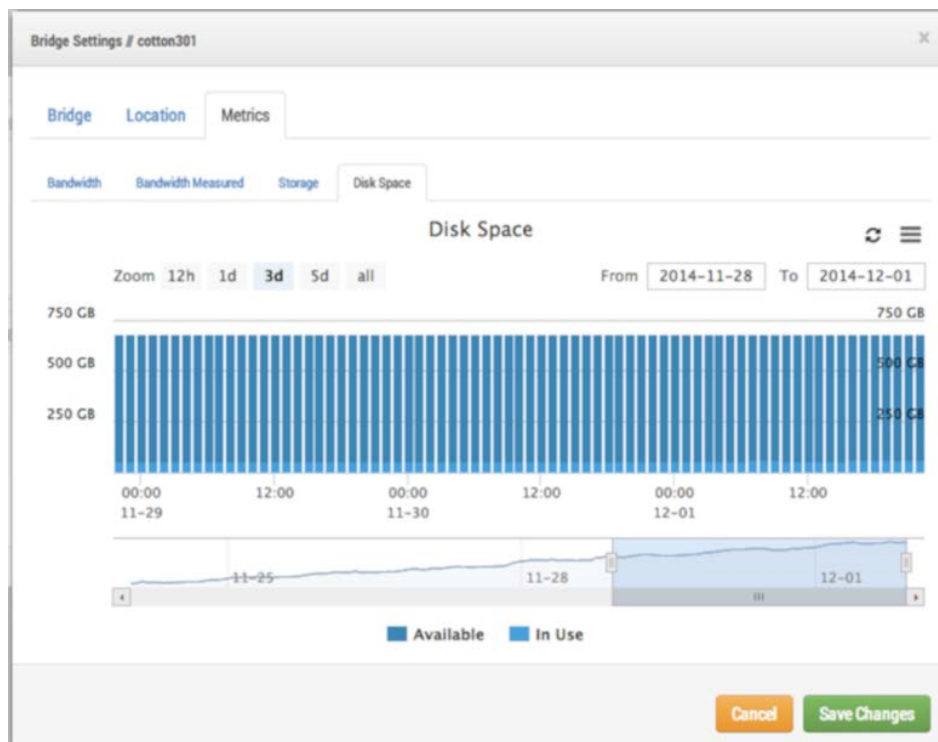 Bridge Settings // cotton301 ×
Bridge Location Metrics
Bandwidth Bandwidth Measured Storage Disk Space
Disk Space
Zoom 12h 1d 3d 5d all From 2014-11-28 To 2014-12-01
750 GB 750 GB
500 GB 500 GB
250 GB 250 GB
00:00 12:00 00:00 12:00 00:00 12:00
11-29 11-30 12-01
11-25 11-28 12-01
Available In Use
Cancel Save Changes